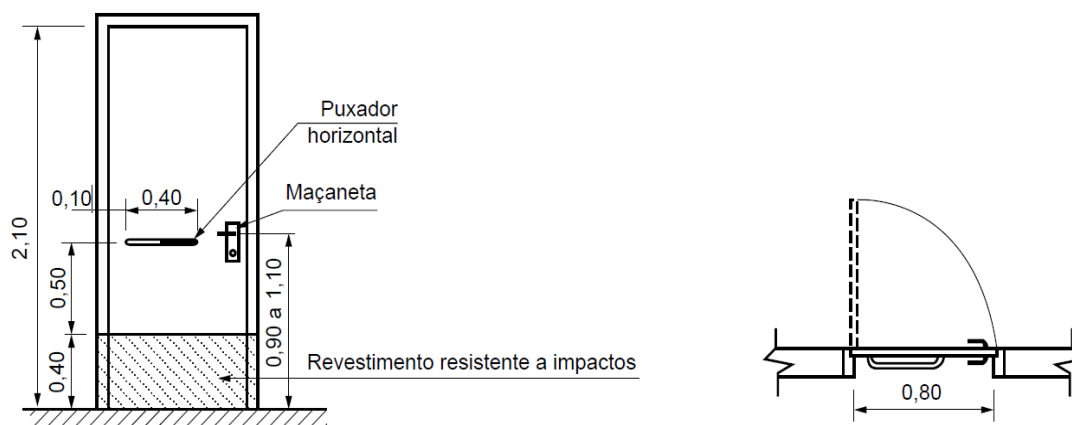 Puxador
horizontal
Maçaneta
0,10
0,40
2,10
0,50
0,90 a 1,10
0,40
Revestimento resistente a impactos
0,80